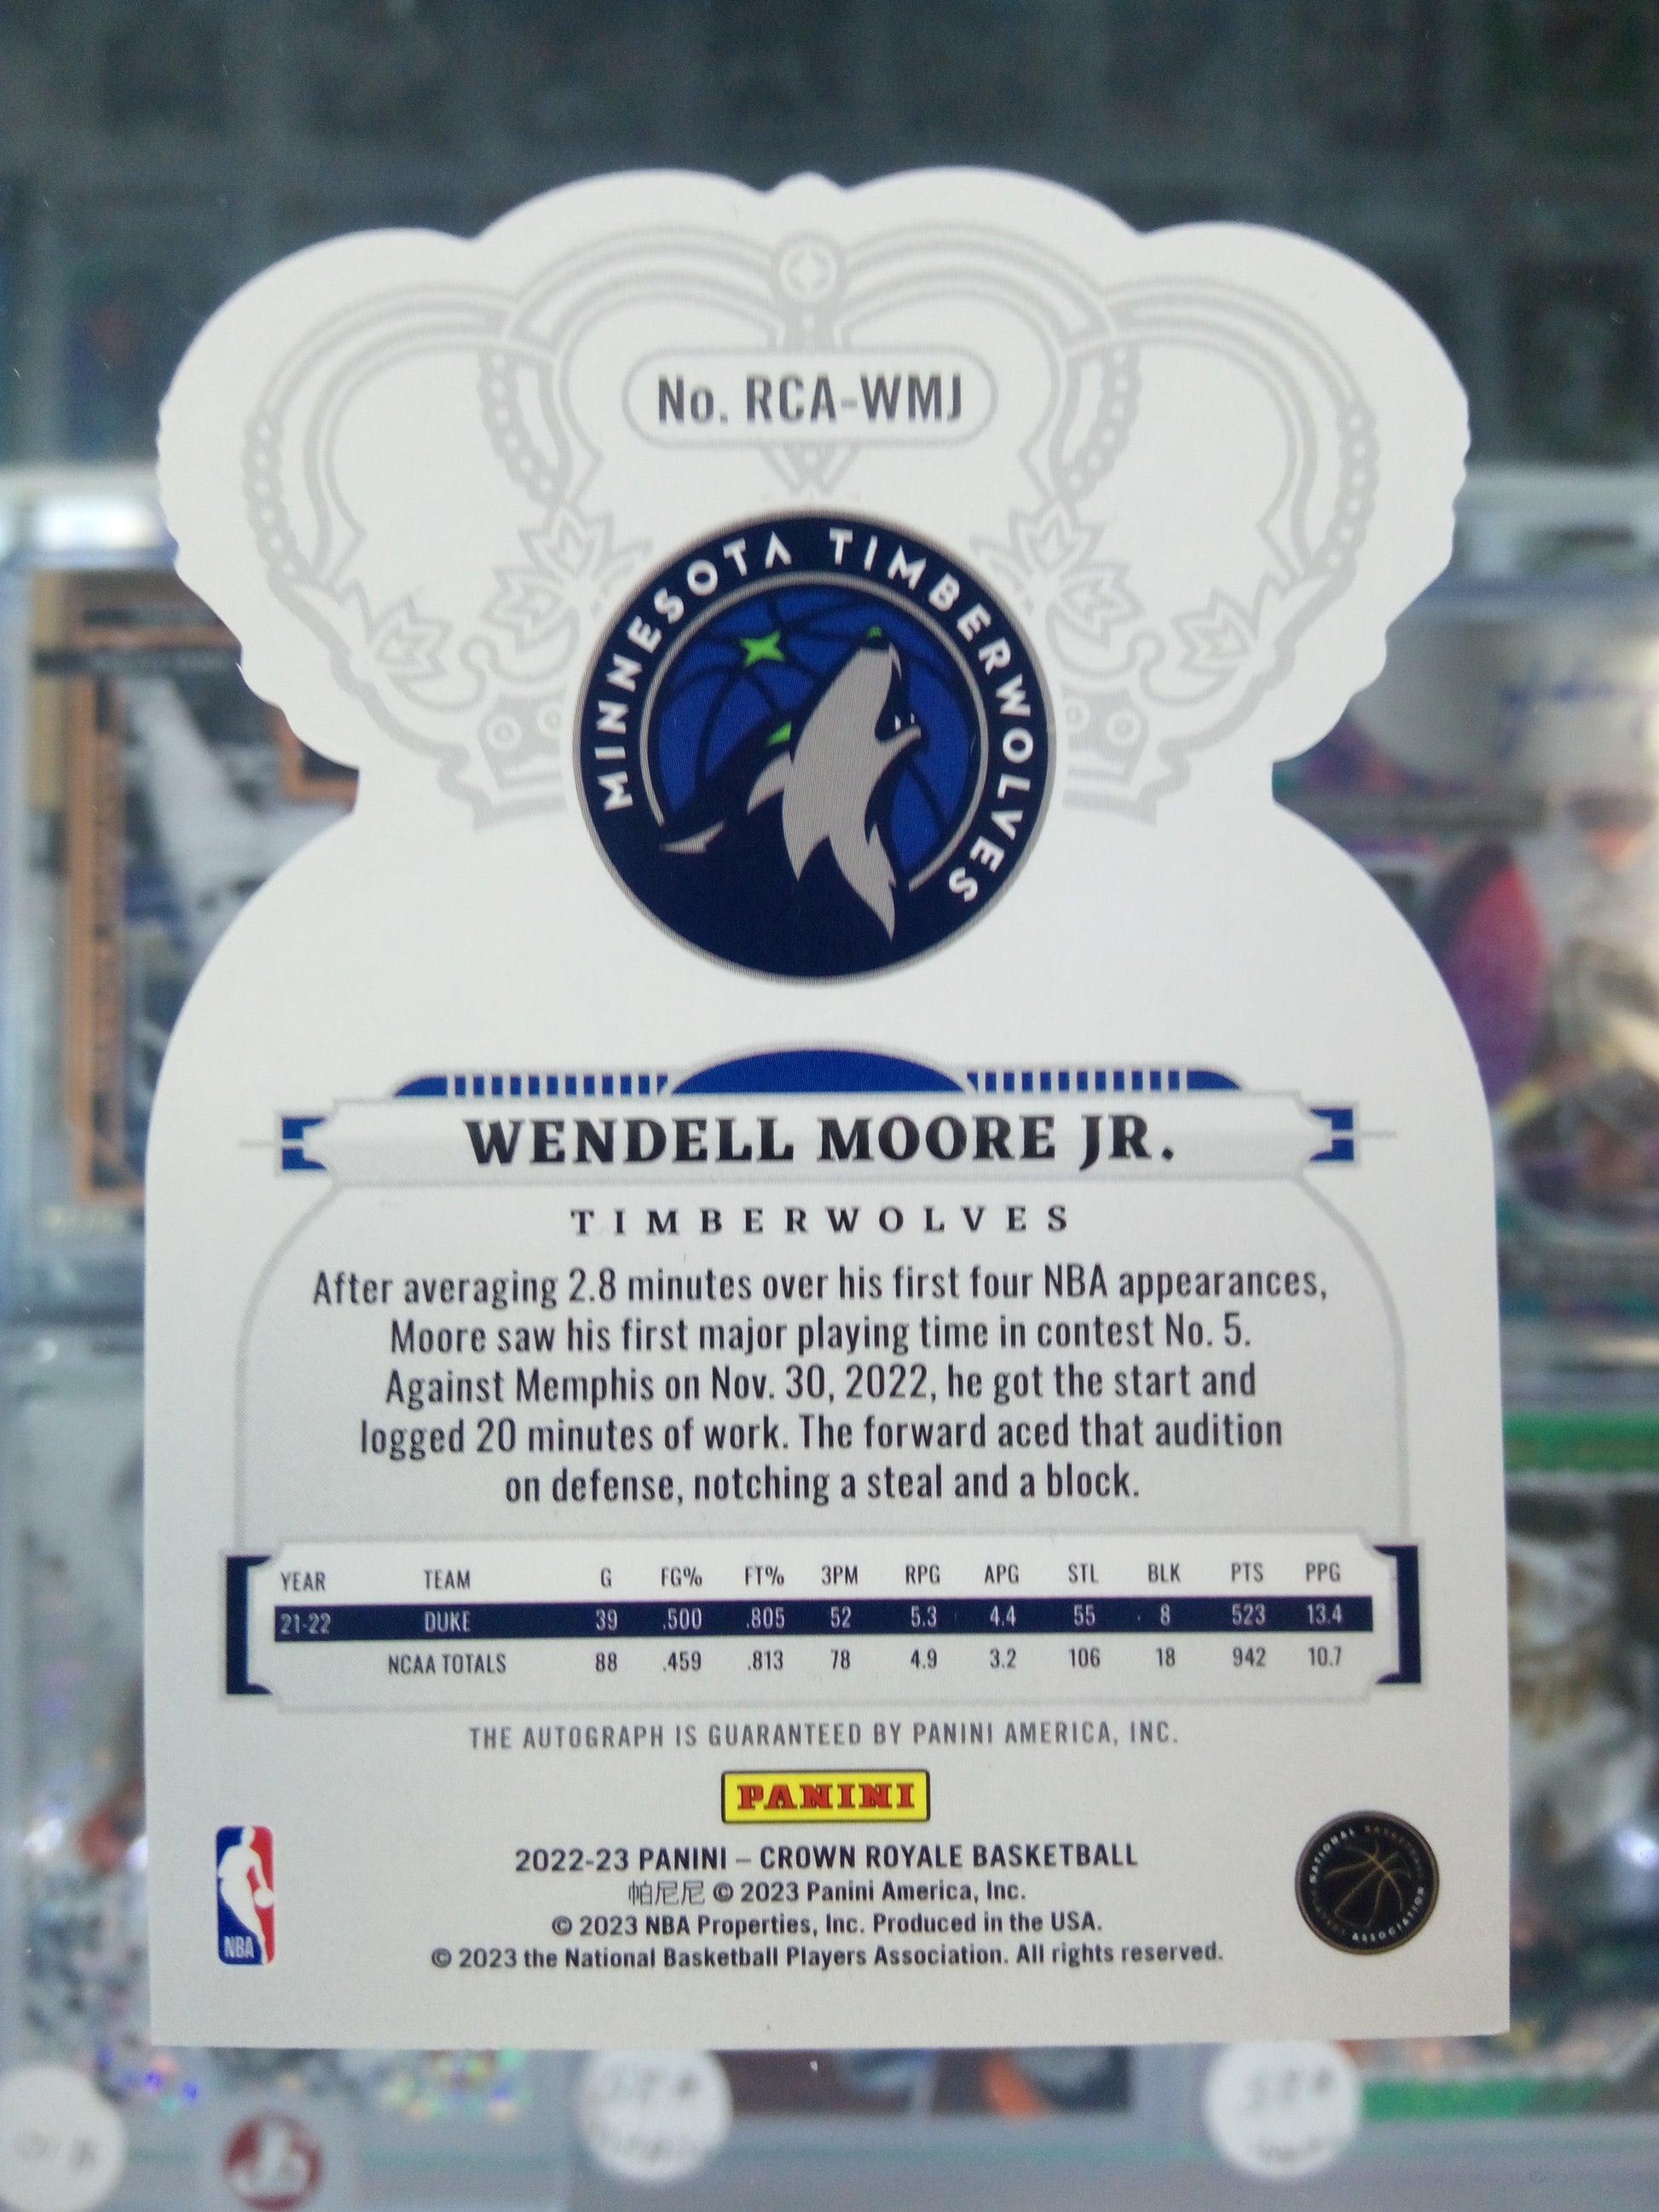 No. RCA-WMJ
MINNESOTA TIMBERWOLVES
WENDELL MOORE JR.
TIMBERWOLVES
After averaging 2.8 minutes over his first four NBA appearances,
Moore saw his first major playing time in contest No. 5.
Against Memphis on Nov. 30, 2022, he got the start and
logged 20 minutes of work. The forward aced that audition
on defense, notching a steal and a block.
YEAR TEAM G FG% FT% 3PM RPG APG STL BLK PTS PPG
21-22 DUKE 39 .500 .805 52 5.3 4.4 55 8 523 13.4
NCAA TOTALS 88 .459 .813 78 4.9 3.2 106 18 942 10.7
THE AUTOGRAPH IS GUARANTEED BY PANINI AMERICA, INC.
PANINI
2022-23 PANINI – CROWN ROYALE BASKETBALL
帕尼尼 © 2023 Panini America, Inc.
© 2023 NBA Properties, Inc. Produced in the USA.
© 2023 the National Basketball Players Association. All rights reserved.
NBA
NATIONAL BASKETBALL PLAYERS ASSOCIATION